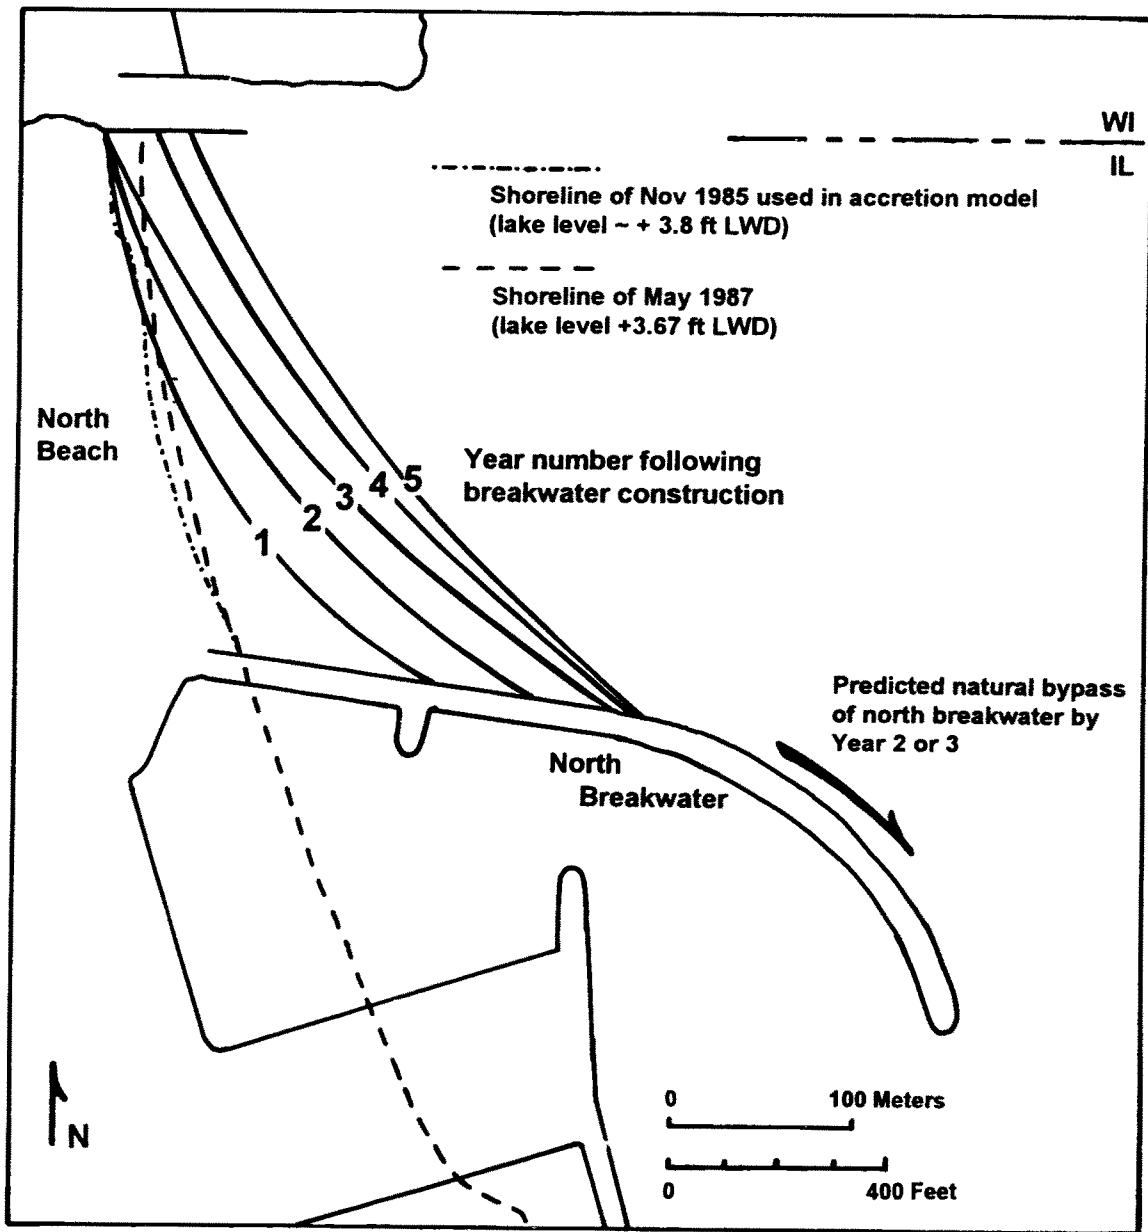 WI
IL
Shoreline of Nov 1985 used in accretion model
(lake level ~ + 3.8 ft LWD)
Shoreline of May 1987
(lake level +3.67 ft LWD)
North
Beach
Year number following
breakwater construction
1
2
3
4
5
Predicted natural bypass
of north breakwater by
Year 2 or 3
North
Breakwater
N
0
100 Meters
0
400 Feet